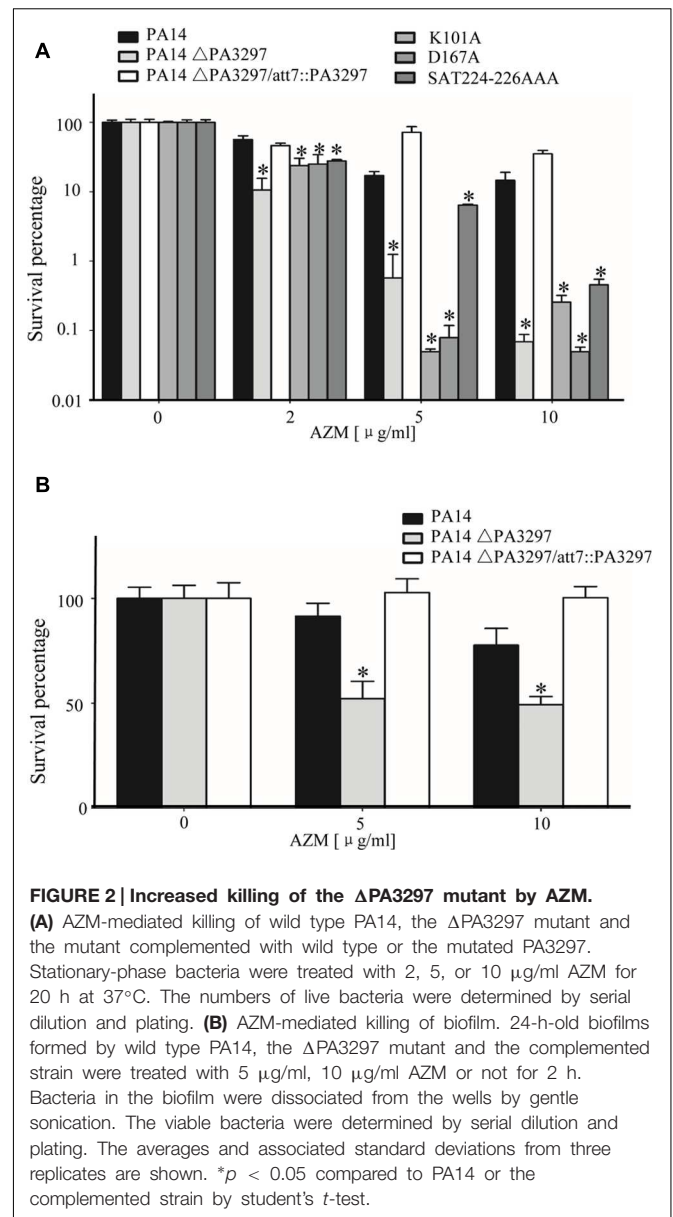 A
PA14
PA14 △PA3297
PA14 △PA3297/att7::PA3297
K101A
D167A
SAT224-226AAA
Survival percentage
100
10
1
0.1
0.01
* * * *
* * * *
* * * *
0 2 5 10
AZM [ μg/ml]
B
PA14
PA14 △PA3297
PA14 △PA3297/att7::PA3297
Survival percentage
100
50
0
* *
0 5 10
AZM [ μg/ml]
FIGURE 2 | Increased killing of the ΔPA3297 mutant by AZM.
(A) AZM-mediated killing of wild type PA14, the ΔPA3297 mutant and
the mutant complemented with wild type or the mutated PA3297.
Stationary-phase bacteria were treated with 2, 5, or 10 μg/ml AZM for
20 h at 37°C. The numbers of live bacteria were determined by serial
dilution and plating. (B) AZM-mediated killing of biofilm. 24-h-old biofilms
formed by wild type PA14, the ΔPA3297 mutant and the complemented
strain were treated with 5 μg/ml, 10 μg/ml AZM or not for 2 h.
Bacteria in the biofilm were dissociated from the wells by gentle
sonication. The viable bacteria were determined by serial dilution and
plating. The averages and associated standard deviations from three
replicates are shown. *p < 0.05 compared to PA14 or the
complemented strain by student's t-test.